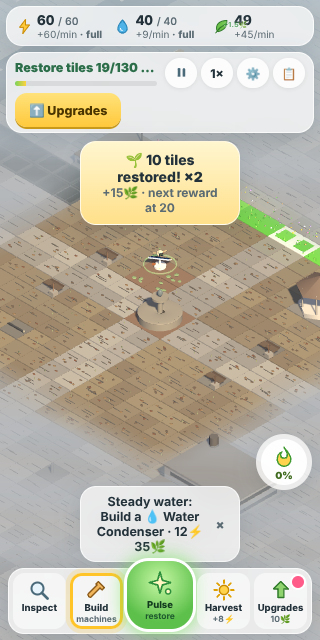 60 / 60
+60/min · full
40 / 40
+9/min · full
49
+45/min
Restore tiles 19/130 ...
1×
Upgrades
10 tiles
restored! ×2
+15🌿 · next reward
at 20
0%
Steady water:
Build a 💧 Water
Condenser · 12⚡
35🌿
×
Inspect
Build
machines
Pulse
restore
Harvest
+8⚡
Upgrades
10🌿